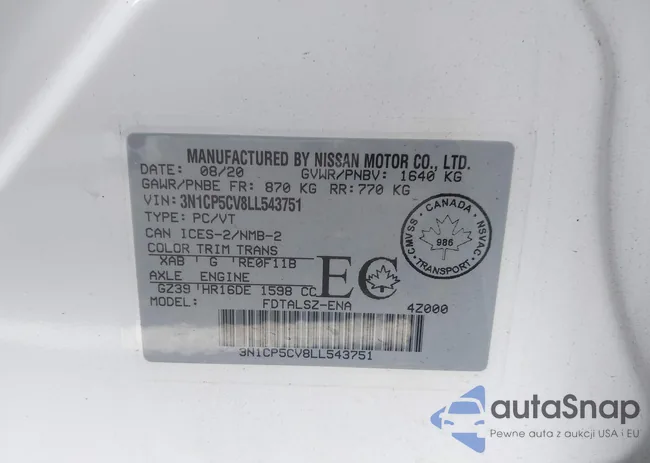 MANUFACTURED BY NISSAN MOTOR CO., LTD.
DATE: 08/20 GVWR/PNBV: 1640 KG
GAWR/PNBE FR: 870 KG RR: 770 KG
VIN: 3N1CP5CV8LL543751
TYPE: PC/VT
CAN ICES-2/NMB-2
COLOR TRIM TRANS
XAB ' G ' RE0F11B
AXLE ENGINE
GZ39 'HR16DE 1598 CC
EC
MODEL: FDTALSZ-ENA 4Z000
3N1CP5CV8LL543751
CANADA
CMVSS
NSVAC
986
TRANSPORT
autaSnap
Pewne auta z aukcji USA i EU